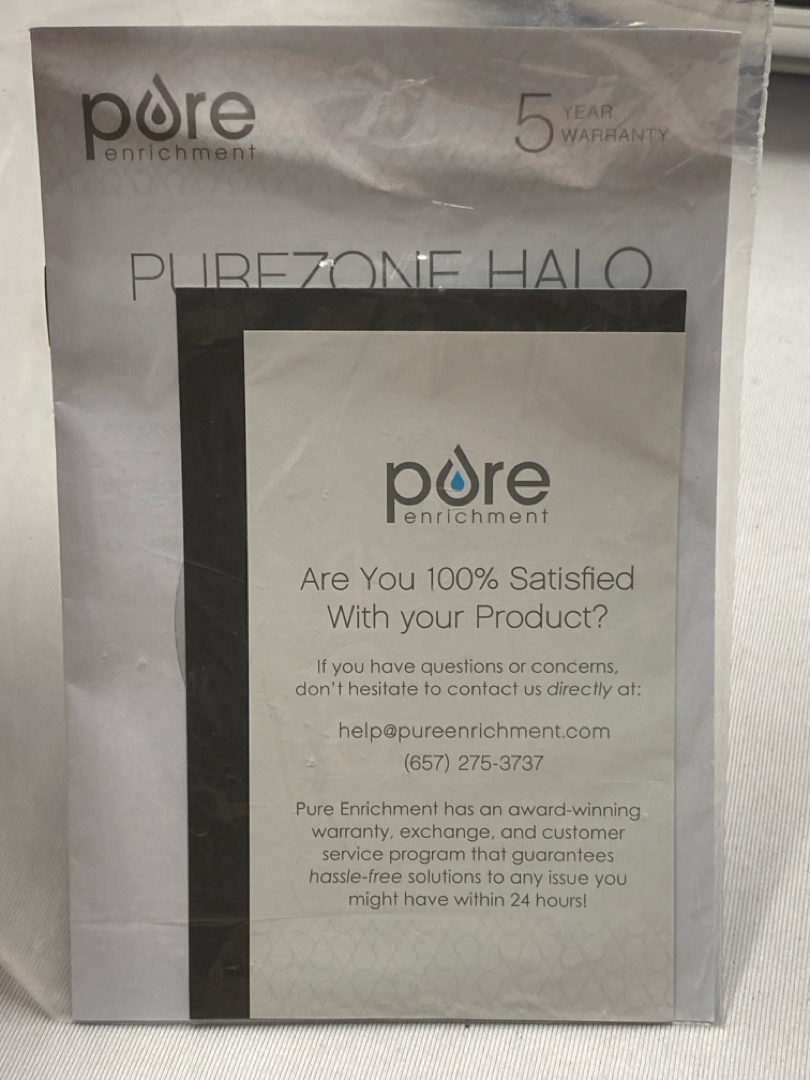 pure
enrichment
5 YEAR
WARRANTY
PUREZONE HALO
pure
enrichment
Are You 100% Satisfied
With your Product?
If you have questions or concerns,
don't hesitate to contact us directly at:
help@pureenrichment.com
(657) 275-3737
Pure Enrichment has an award-winning
warranty, exchange, and customer
service program that guarantees
hassle-free solutions to any issue you
might have within 24 hours!